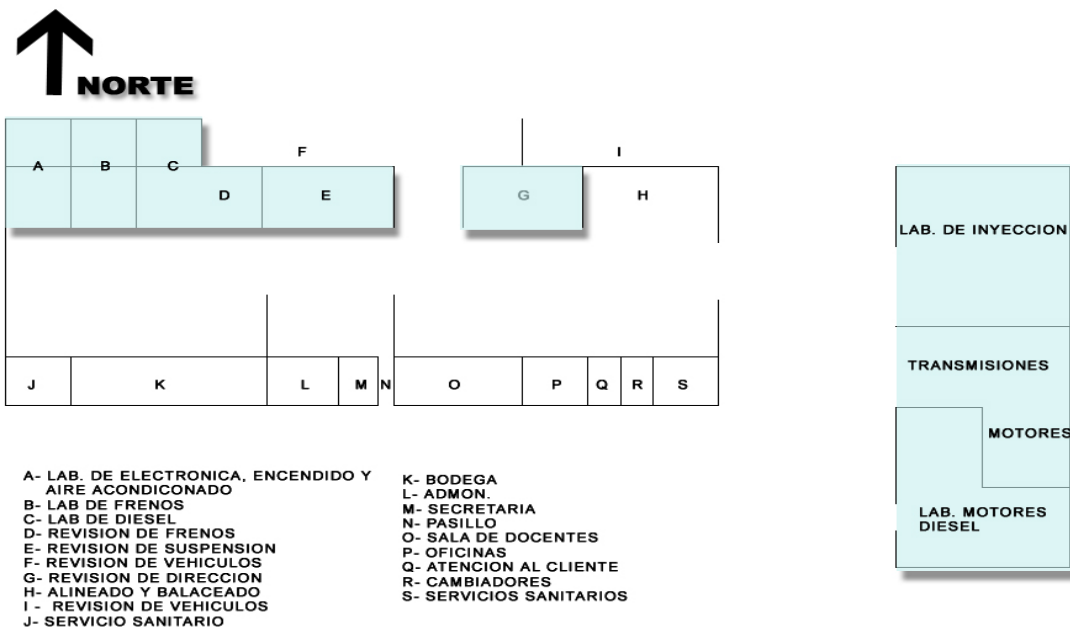 NORTE
A
B
C
F
I
D
E
G
H
LAB. DE INYECCION
TRANSMISIONES
J
K
L
M
N
O
P
Q
R
S
MOTORES
LAB. MOTORES
DIESEL
A- LAB. DE ELECTRONICA, ENCENDIDO Y
AIRE ACONDICONADO
B- LAB DE FRENOS
C- LAB DE DIESEL
D- REVISION DE FRENOS
E- REVISION DE SUSPENSION
F- REVISION DE VEHICULOS
G- REVISION DE DIRECCION
H- ALINEADO Y BALACEADO
I - REVISION DE VEHICULOS
J- SERVICIO SANITARIO
K- BODEGA
L- ADMON.
M- SECRETARIA
N- PASILLO
O- SALA DE DOCENTES
P- OFICINAS
Q- ATENCION AL CLIENTE
R- CAMBIADORES
S- SERVICIOS SANITARIOS